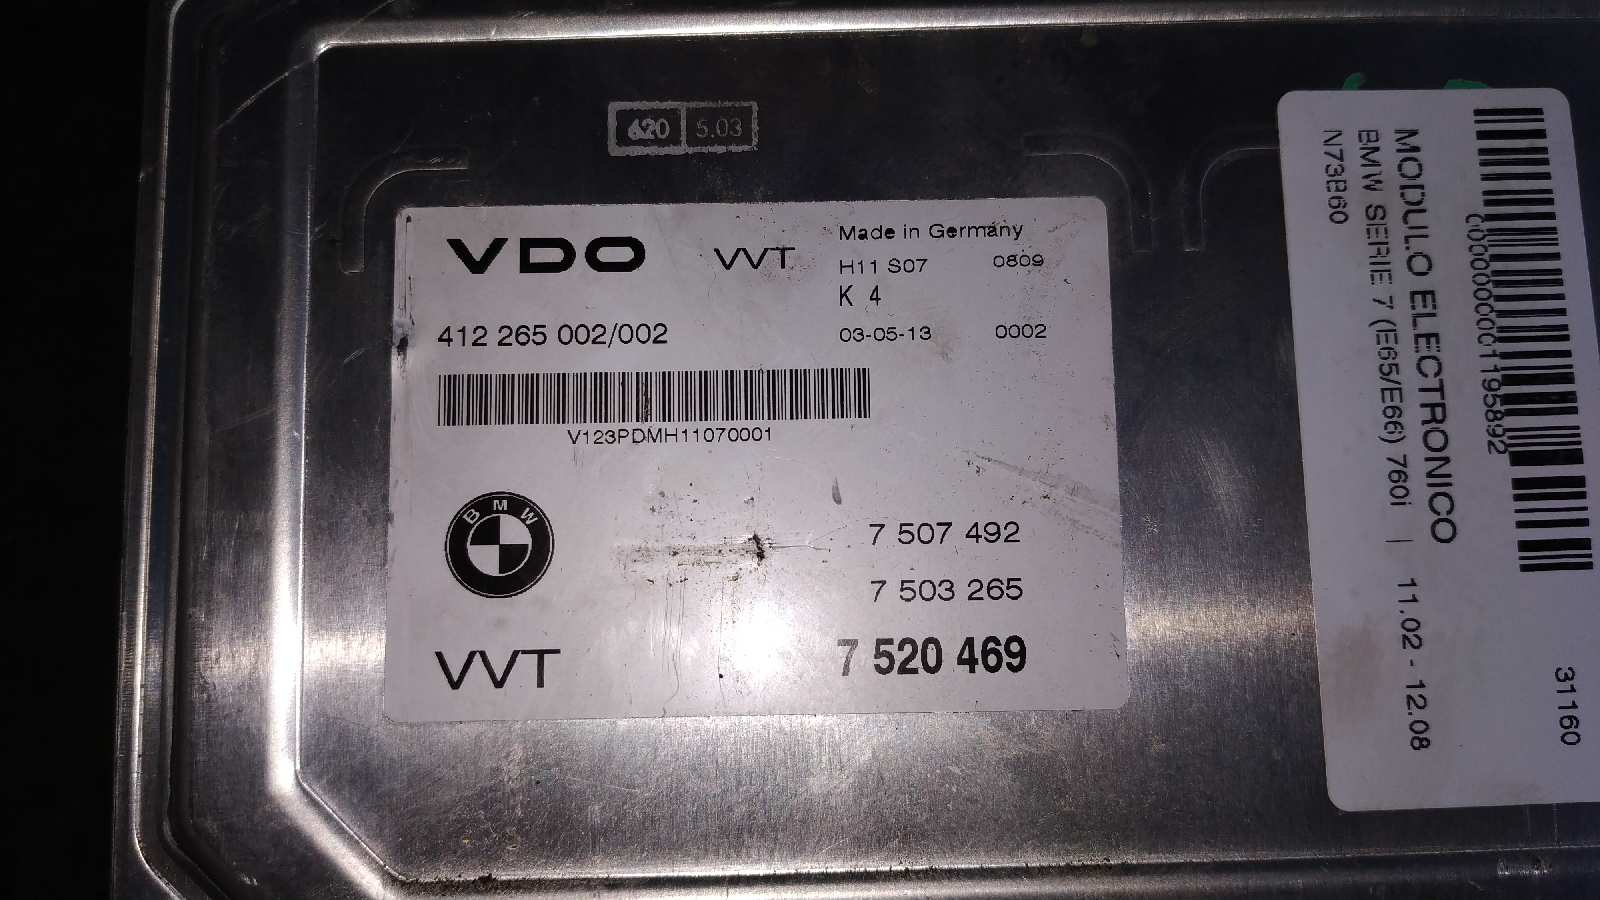 620 5.03
VDO VVT Made in Germany
H11 S07 0809
K 4
412 265 002/002 03-05-13 0002
V123PDMH11070001
BMW
7 507 492
7 503 265
VVT 7 520 469
0000000001195892 31160
MODULO ELECTRONICO
BMW SERIE 7 (E65/E66) 760i | 11.02 - 12.08
N73B60